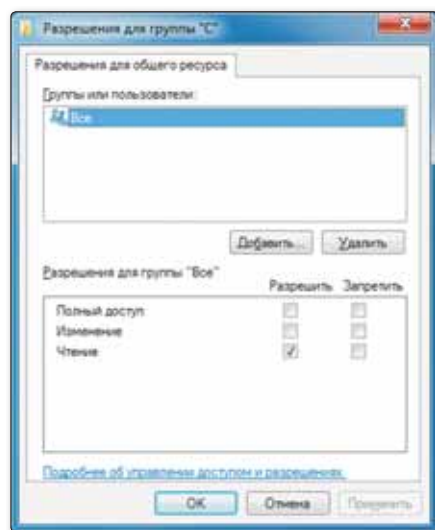 Разрешения для группы "C"
Разрешения для общего ресурса
Группы или пользователи:
Все
Добавить... Удалить
Разрешения для группы "Все"
Разрешить Запретить
Полный доступ
Изменение
Чтение
Подробнее об управлении доступом и разрешениях
OK Отмена Применить